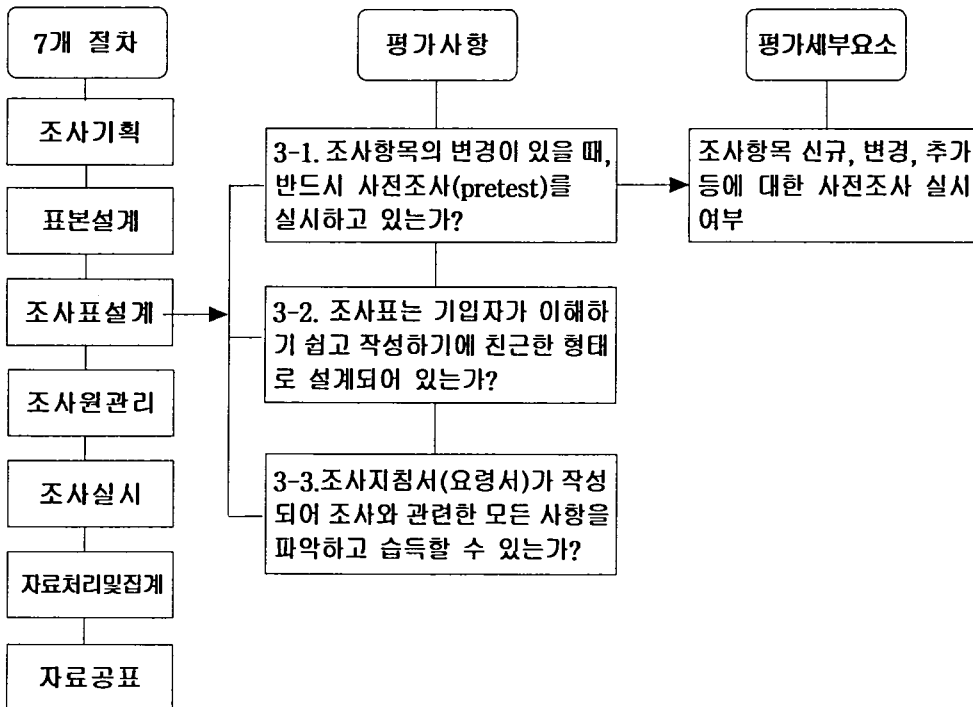 7개 절차
조사기획
표본설계
조사표설계
조사원관리
조사실시
자료처리및집계
자료공표
평가사항
3-1. 조사항목의 변경이 있을 때,
반드시 사전조사(pretest)를
실시하고 있는가?
3-2. 조사표는 기입자가 이해하
기 쉽고 작성하기에 친근한 형태
로 설계되어 있는가?
3-3.조사지침서(요령서)가 작성
되어 조사와 관련한 모든 사항을
파악하고 습득할 수 있는가?
평가세부요소
조사항목 신규, 변경, 추가
등에 대한 사전조사 실시
여부